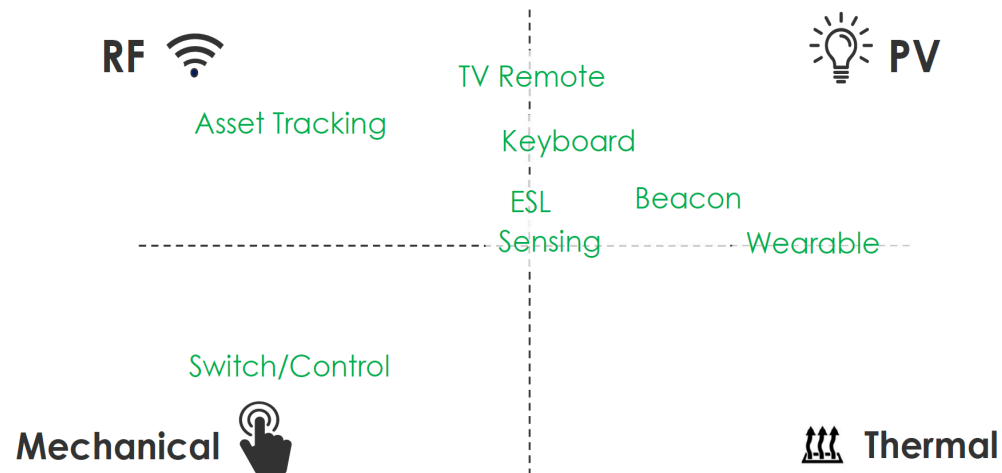 RF
PV
TV Remote
Asset Tracking
Keyboard
ESL
Beacon
Sensing
Wearable
Switch/Control
Mechanical
Thermal